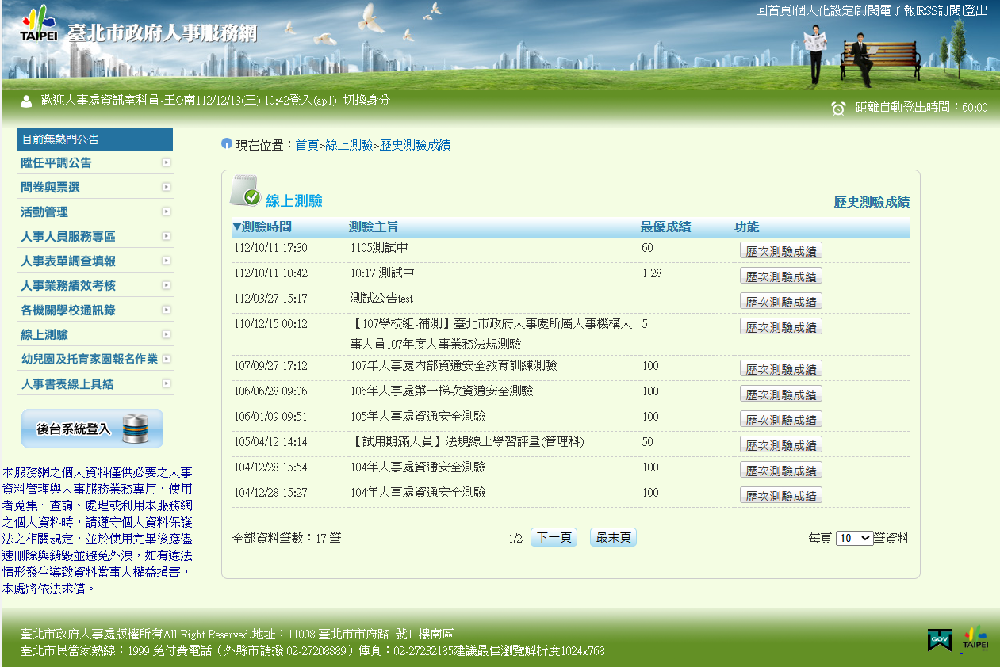 回首頁|個人化設定|訂閱電子報|RSS訂閱|登出
TAIPEI 臺北市政府人事服務網
歡迎人事處資訊室科員-王O南112/12/13(三) 10:42登入(ap1) 切換身分
距離自動登出時間：60:00
目前無熱門公告
陞任平調公告
問卷與票選
活動管理
人事人員服務專區
人事表單調查填報
人事業務績效考核
各機關學校通訊錄
線上測驗
幼兒園及托育家園報名作業
人事書表線上具結
後台系統登入
本服務網之個人資料僅供必要之人事
資料管理與人事服務業務專用，使用
者蒐集、查詢、處理或利用本服務網
之個人資料時，請遵守個人資料保護
法之相關規定，並於使用完畢後應儘
速刪除與銷毀並避免外洩，如有違法
情形發生導致資料當事人權益損害，
本處將依法求償。
現在位置：首頁>線上測驗>歷史測驗成績
線上測驗
歷史測驗成績
▼測驗時間 測驗主旨 最優成績 功能
112/10/11 17:30 1105測試中 60 歷次測驗成績
112/10/11 10:42 10:17 測試中 1.28 歷次測驗成績
112/03/27 15:17 測試公告test 歷次測驗成績
110/12/15 00:12 【107學校組-補測】臺北市政府人事處所屬人事機構人 5 歷次測驗成績
事人員107年度人事業務法規測驗
107/09/27 17:12 107年人事處內部資通安全教育訓練測驗 100 歷次測驗成績
106/06/28 09:06 106年人事處第一梯次資通安全測驗 100 歷次測驗成績
106/01/09 09:51 105年人事處資通安全測驗 100 歷次測驗成績
105/04/12 14:14 【試用期滿人員】法規線上學習評量(管理科) 50 歷次測驗成績
104/12/28 15:54 104年人事處資通安全測驗 100 歷次測驗成績
104/12/28 15:27 104年人事處資通安全測驗 100 歷次測驗成績
全部資料筆數：17 筆 1/2 下一頁 最末頁 每頁 10 筆資料
臺北市政府人事處版權所有All Right Reserved.地址：11008 臺北市市府路1號11樓南區
臺北市民當家熱線：1999 免付費電話（外縣市請撥 02-27208889）傳真：02-27232185建議最佳瀏覽解析度1024x768
GOV TAIPEI